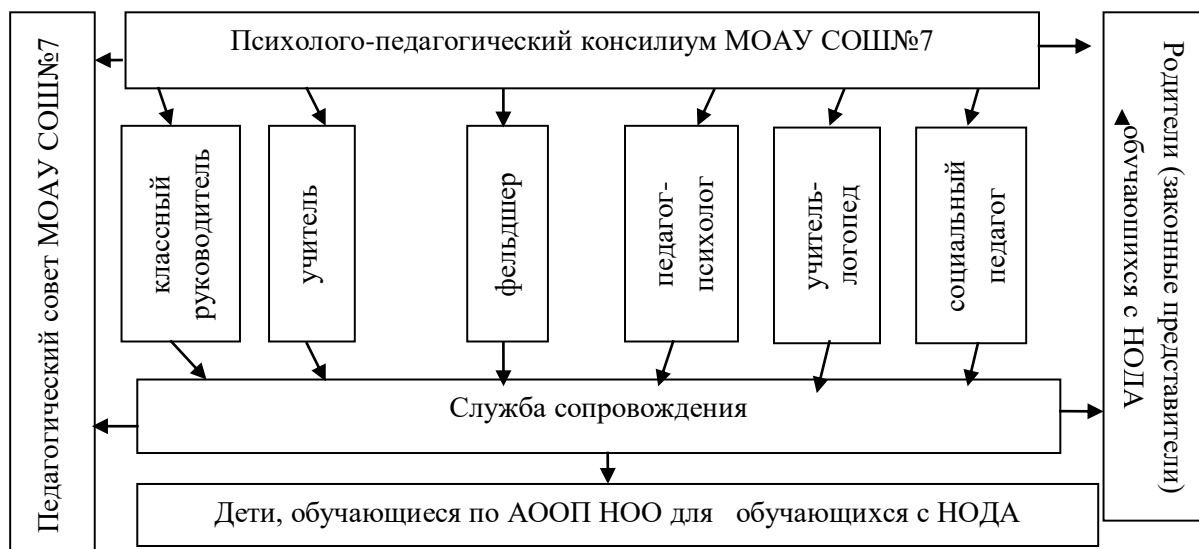 Педагогический совет МОАУ СОШ№7
Психолого-педагогический консилиум МОАУ СОШ№7
классный
руководитель
учитель
фельдшер
педагог-
психолог
учитель-
логопед
социальный
педагог
Родители (законные представители)
обучающихся с НОДА
Служба сопровождения
Дети, обучающиеся по АООП НОО для обучающихся с НОДА